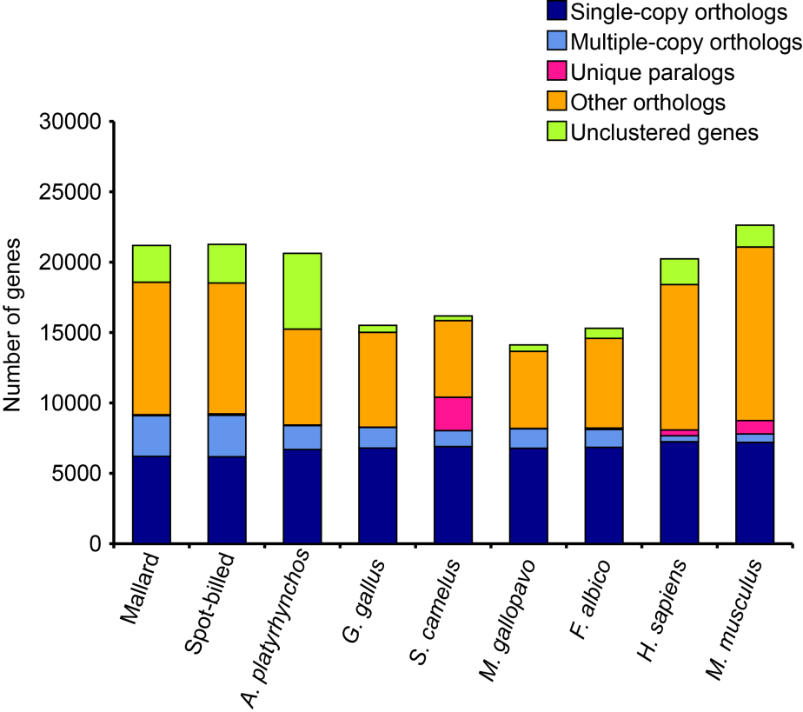 Single-copy orthologs
Multiple-copy orthologs
Unique paralogs
Other orthologs
Unclustered genes
Number of genes
30000
25000
20000
15000
10000
5000
0
Mallard
Spot-billed
A. platyrhynchos
G. gallus
S. camelus
M. gallopavo
F. albico
H. sapiens
M. musculus